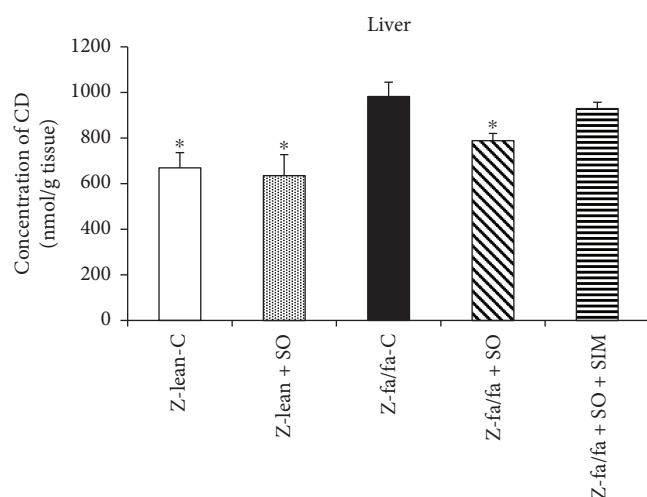 Liver
Concentration of CD
(nmol/g tissue)
1200
1000
800
600
400
200
0
*
*
*
Z-lean-C
Z-lean + SO
Z-fa/fa-C
Z-fa/fa + SO
Z-fa/fa + SO + SIM